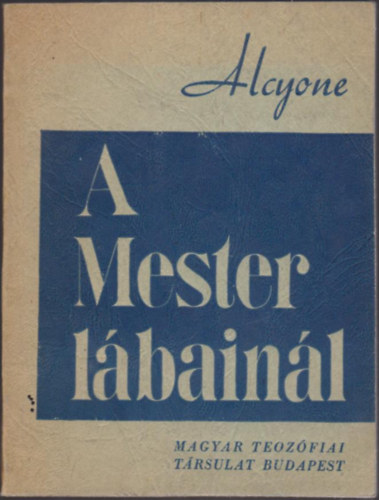 Alcyone
A
Mester
lábainál
MAGYAR TEOZÓFIAI
TÁRSULAT BUDAPEST